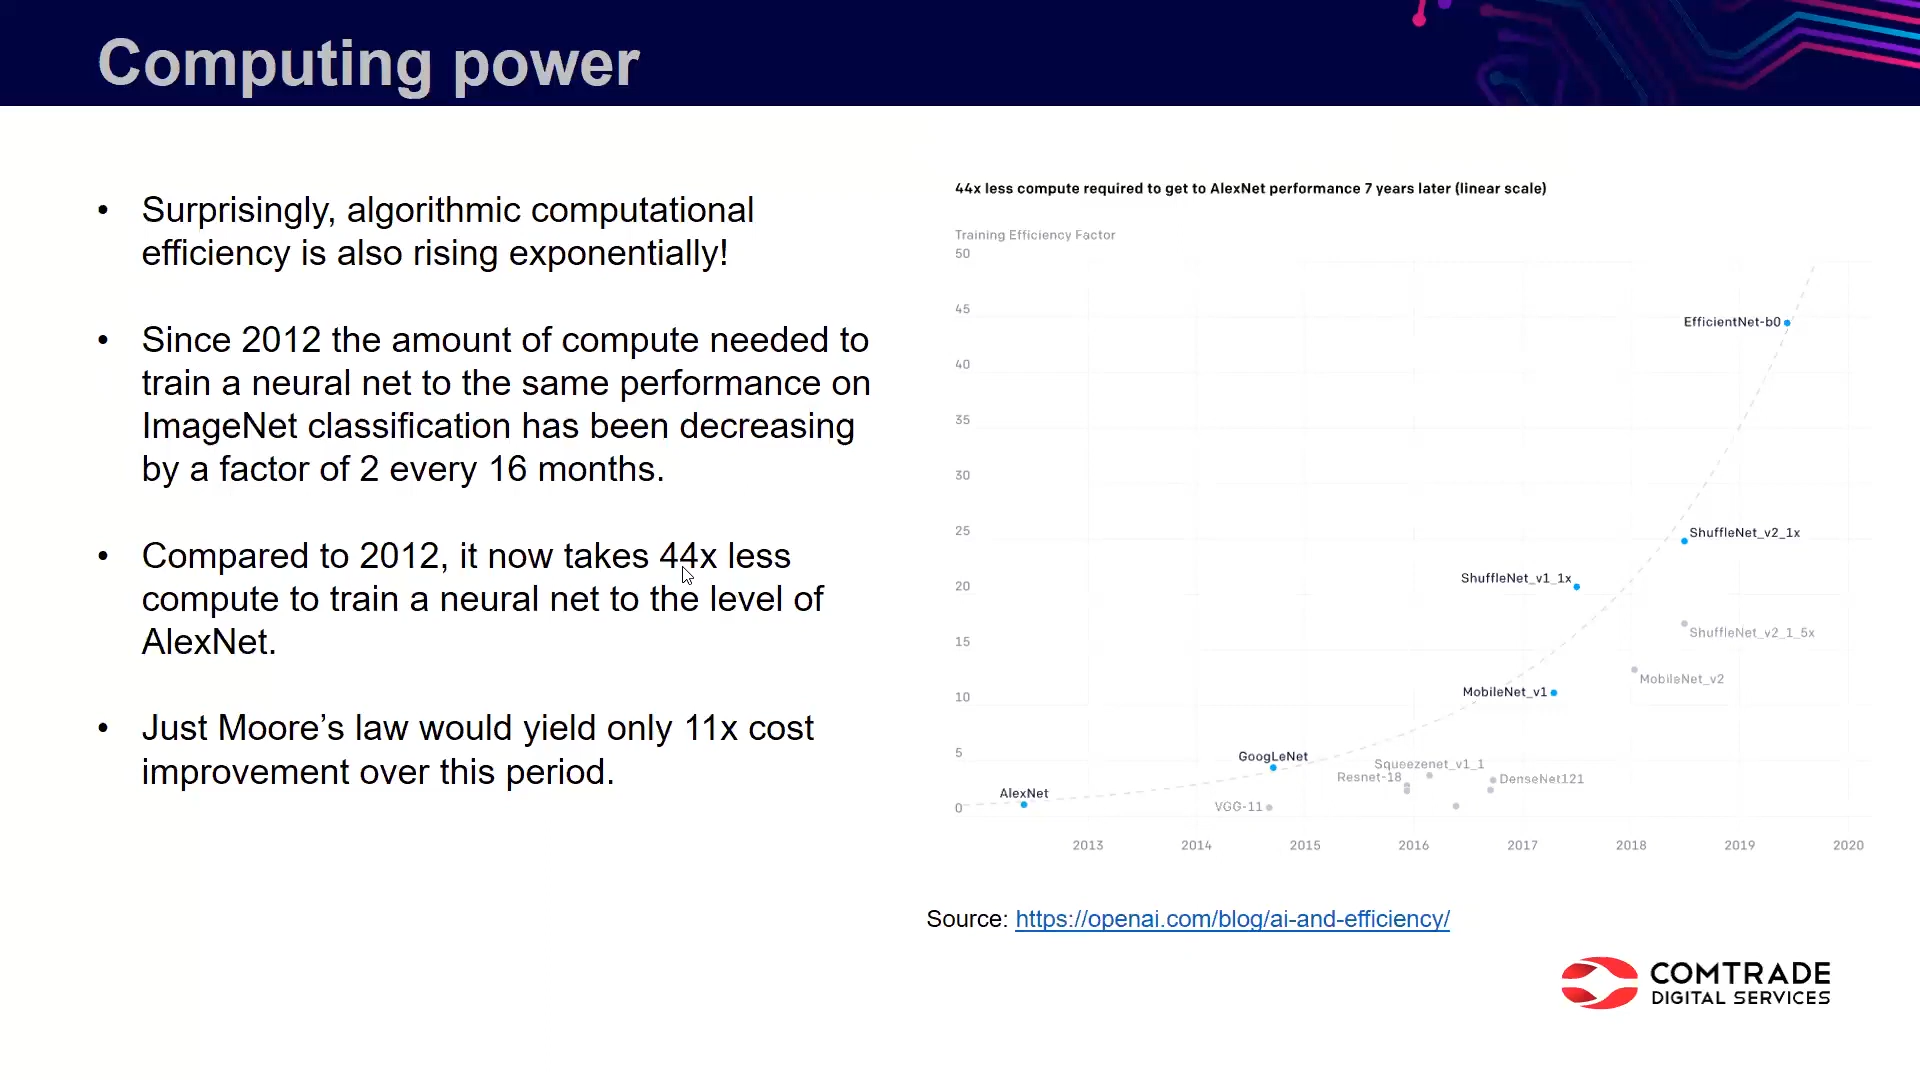 Computing power
• Surprisingly, algorithmic computational
efficiency is also rising exponentially!
• Since 2012 the amount of compute needed to
train a neural net to the same performance on
ImageNet classification has been decreasing
by a factor of 2 every 16 months.
• Compared to 2012, it now takes 44x less
compute to train a neural net to the level of
AlexNet.
• Just Moore’s law would yield only 11x cost
improvement over this period.
44x less compute required to get to AlexNet performance 7 years later (linear scale)
Training Efficiency Factor
50
45
EfficientNet-b0
40
35
30
25
ShuffleNet_v2_1x
ShuffleNet_v1_1x
20
ShuffleNet_v2_1_5x
15
MobileNet_v2
MobileNet_v1
10
5
GoogLeNet
Squeezenet_v1_1
Resnet-18
DenseNet121
AlexNet
VGG-11
0
2013 2014 2015 2016 2017 2018 2019 2020
Source: https://openai.com/blog/ai-and-efficiency/
COMTRADE
DIGITAL SERVICES